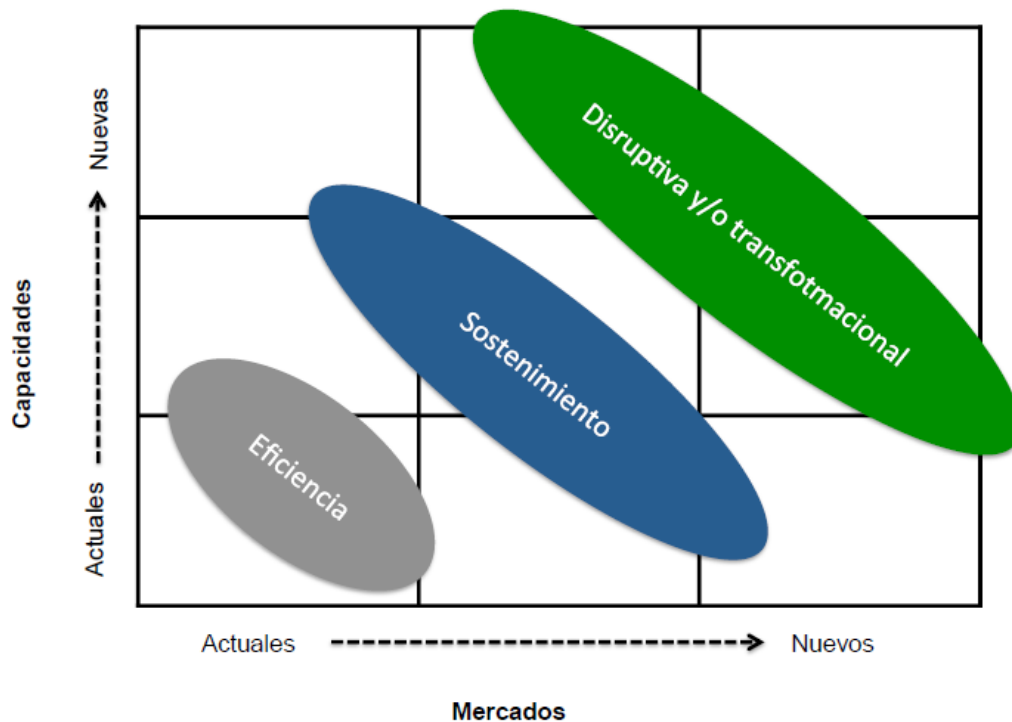 Capacidades
Nuevas
Actuales
Disruptiva y/o transfotmacional
Sostenimiento
Eficiencia
Actuales
Nuevos
Mercados